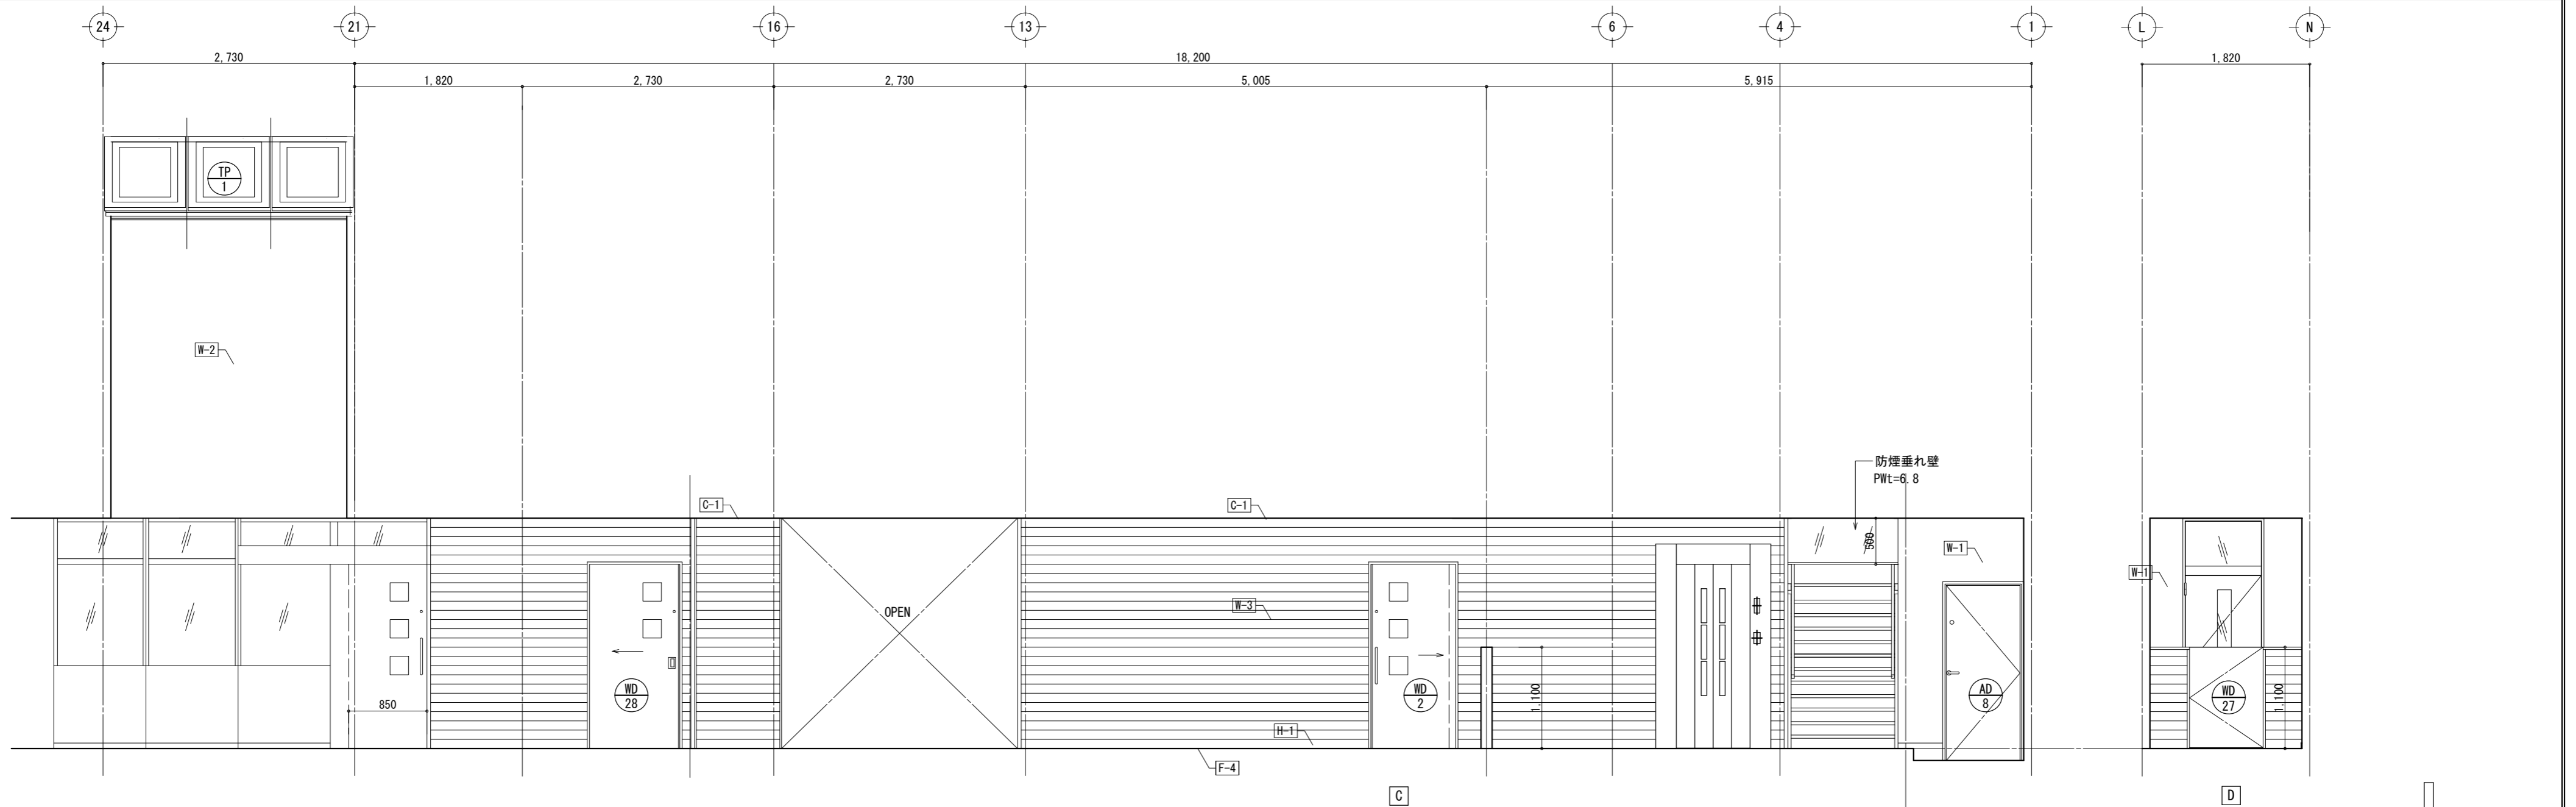 24
21
16
13
6
4
1
L
N
2,730
18,200
1,820
1,820
2,730
2,730
5,005
5,915
TP
1
W-2
防煙垂れ壁
PWt=6.8
C-1
C-1
500
W-1
W-1
OPEN
W-3
850
WD
28
WD
2
1,100
AD
8
WD
27
1,100
H-1
F-4
C
D